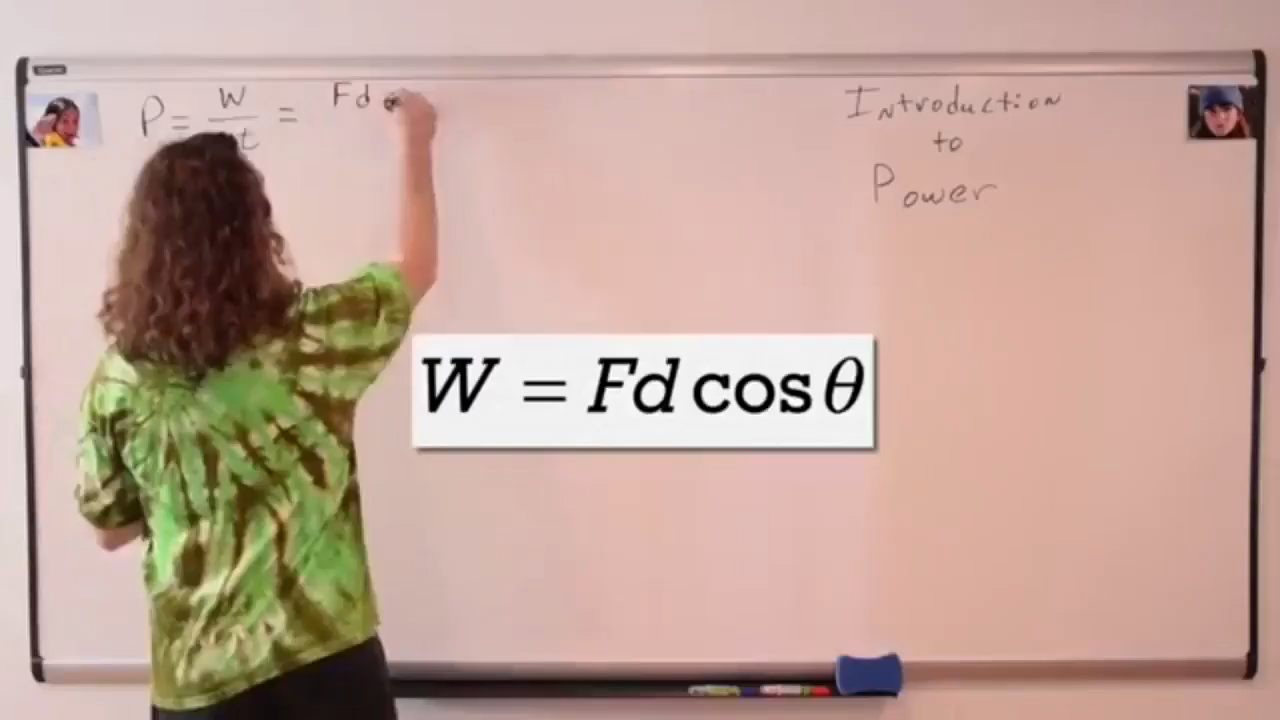 P = W / t = Fd
Introduction
to
Power
W = Fd cos θ